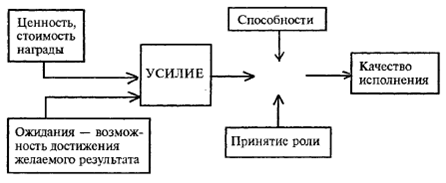 Ценность,
стоимость
награды
УСИЛИЕ
Ожидания — возмож-
ность достижения
желаемого результата
Способности
Принятие роли
Качество
исполнения